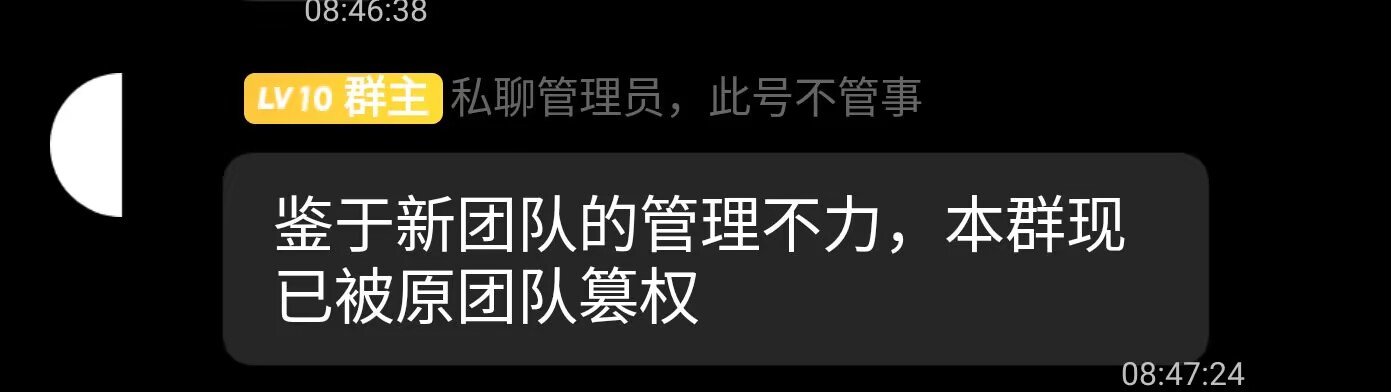 08:46:38
LV10 群主 私聊管理员，此号不管事
鉴于新团队的管理不力，本群现
已被原团队篡权
08:47:24